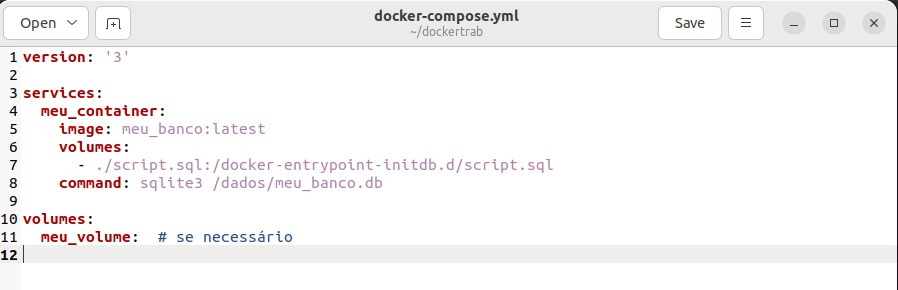 Open
docker-compose.yml
~/dockertrab
Save
1 version: '3'
2
3 services:
4   meu_container:
5     image: meu_banco:latest
6     volumes:
7       - ./script.sql:/docker-entrypoint-initdb.d/script.sql
8     command: sqlite3 /dados/meu_banco.db
9
10 volumes:
11   meu_volume:  # se necessário
12